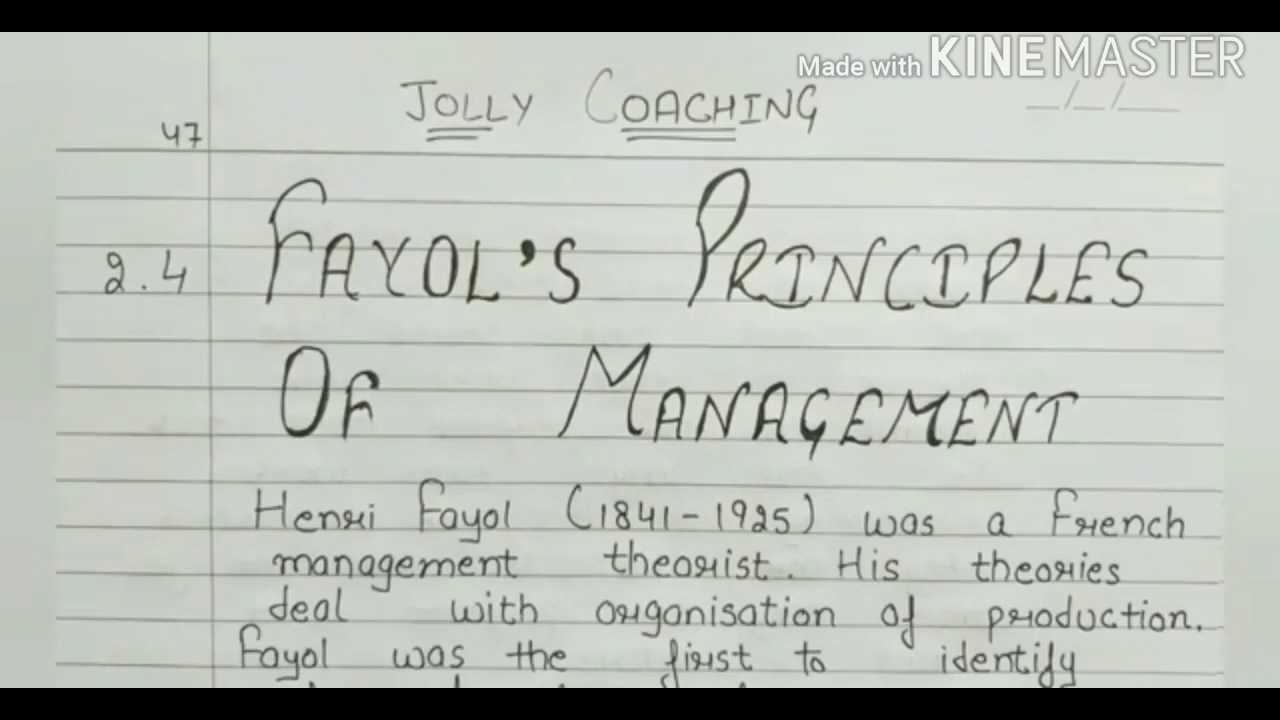 Made with KINEMASTER
JOLLY COACHING
_/_/__
47
2.4 FAYOL'S PRINCIPLES
OF MANAGEMENT
Henri Fayol (1841-1925) was a French
management theorist. His theories
deal with organisation of production.
Fayol was the first to identify